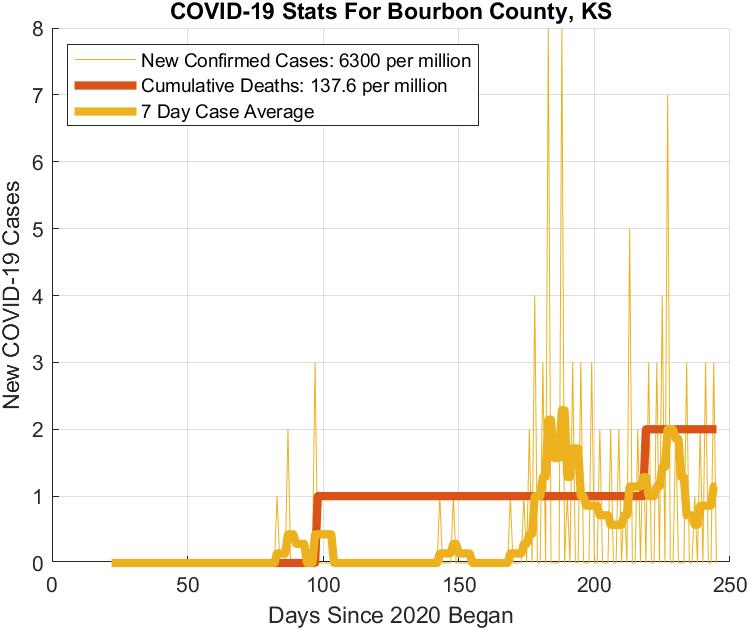 COVID-19 Stats For Bourbon County, KS
New Confirmed Cases: 6300 per million
Cumulative Deaths: 137.6 per million
7 Day Case Average
New COVID-19 Cases
8
7
6
5
4
3
2
1
0
0 50 100 150 200 250
Days Since 2020 Began